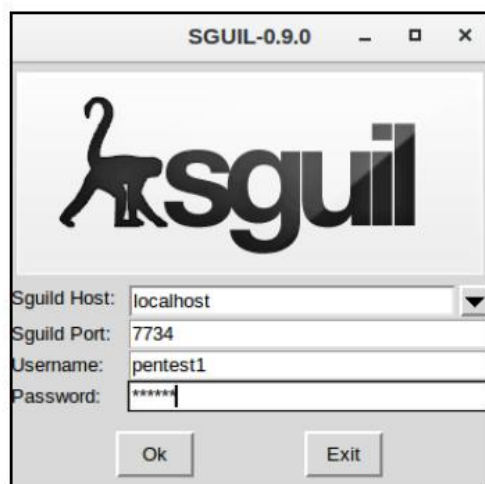 SGUIL-0.9.0
sguil
Sguild Host: localhost
Sguild Port: 7734
Username: pentest1
Password: ******
Ok Exit